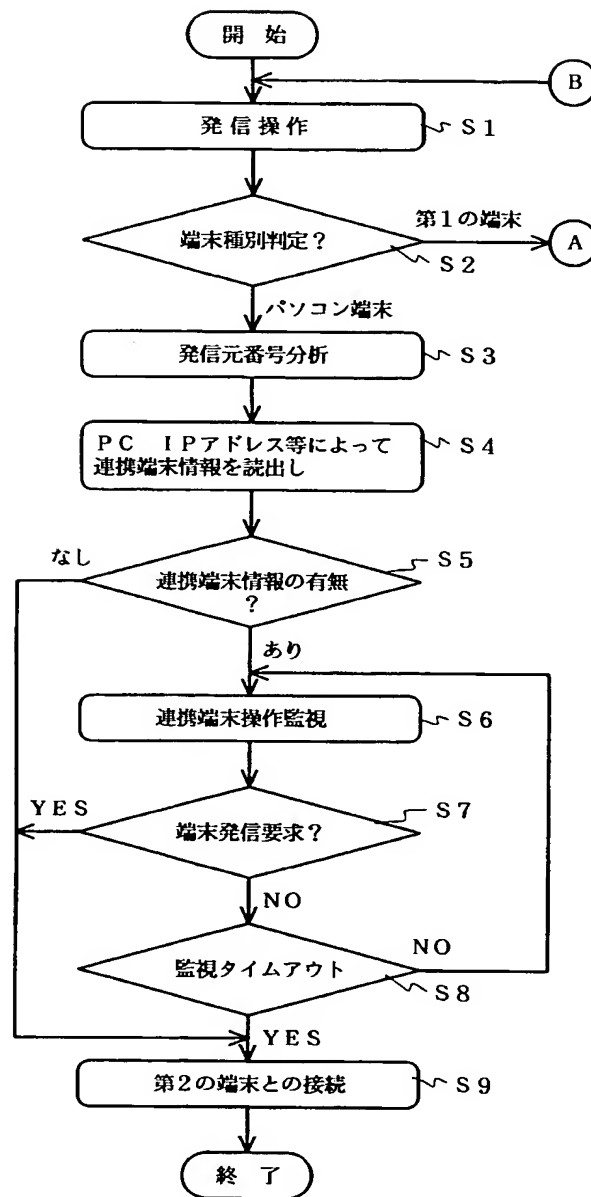 開 始
B
発 信 操 作
S1
端末種別判定？
第1の端末
A
S2
パソコン端末
発信元番号分析
S3
PC IPアドレス等によって
連携端末情報を読出し
S4
なし
S5
連携端末情報の有無
？
あり
連携端末操作監視
S6
YES
S7
端末発信要求？
NO
監視タイムアウト
NO
S8
YES
第2の端末との接続
S9
終 了